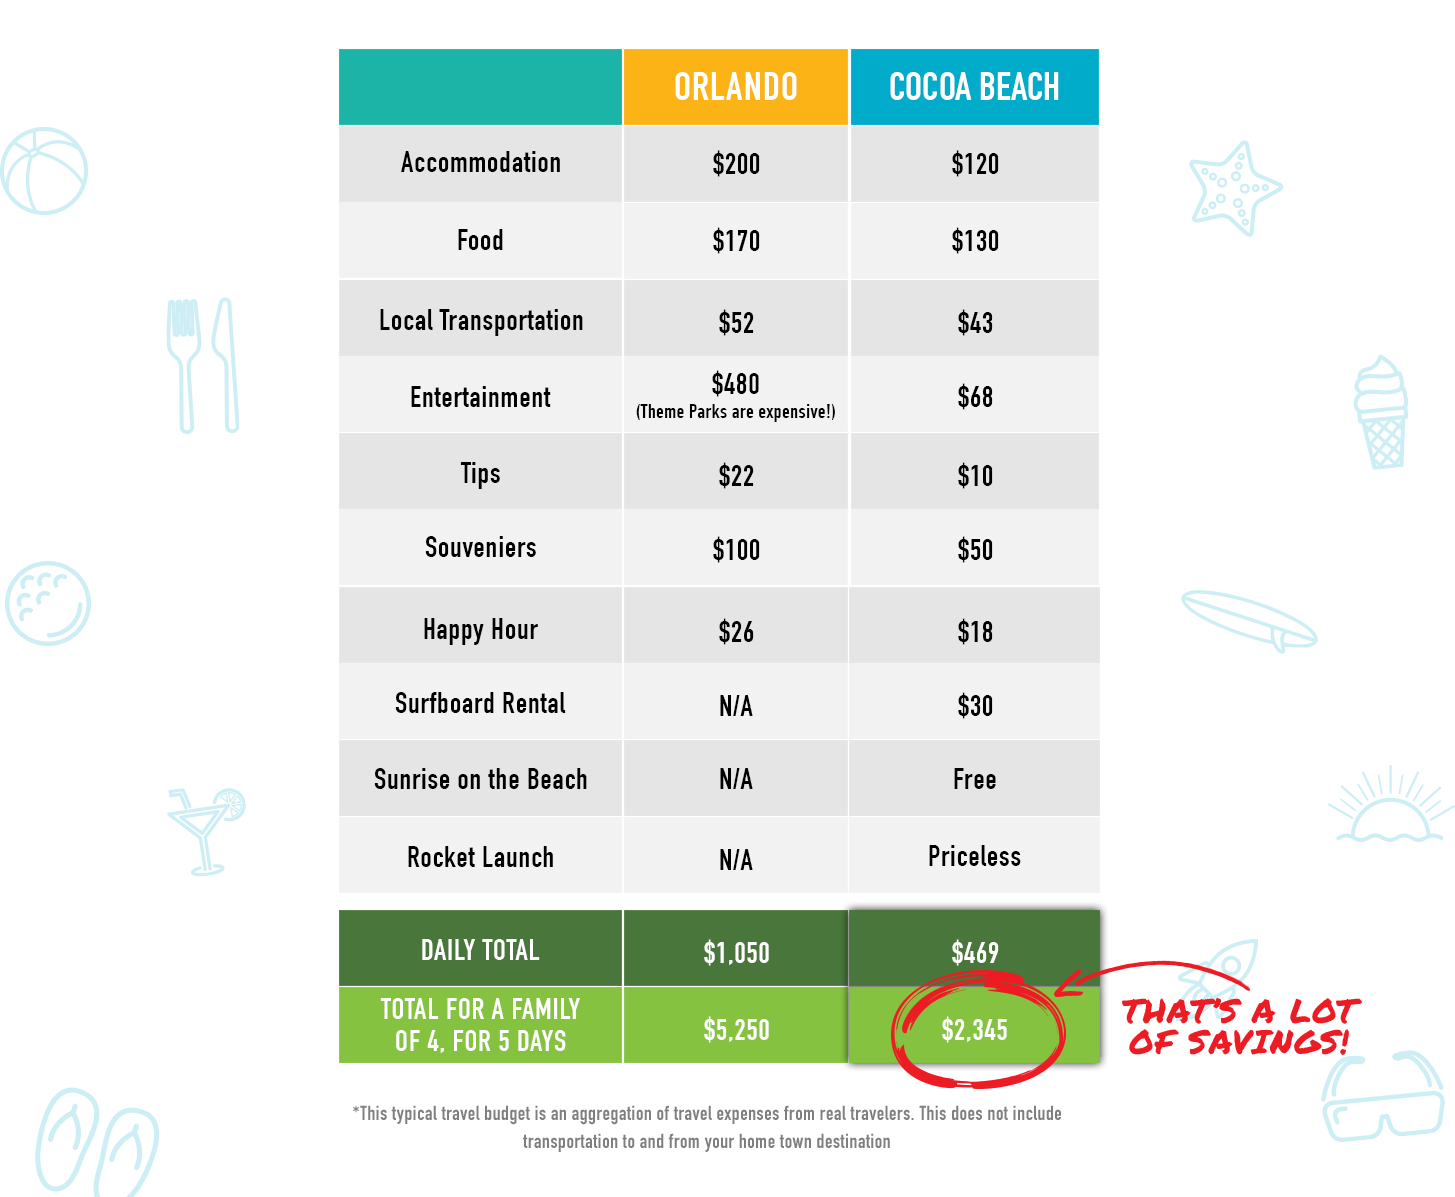 ORLANDO COCOA BEACH
Accommodation $200 $120
Food $170 $130
Local Transportation $52 $43
Entertainment $480 $68
(Theme Parks are expensive!)
Tips $22 $10
Souveniers $100 $50
Happy Hour $26 $18
Surfboard Rental N/A $30
Sunrise on the Beach N/A Free
Rocket Launch N/A Priceless
DAILY TOTAL $1,050 $469
TOTAL FOR A FAMILY
OF 4, FOR 5 DAYS $5,250 $2,345
THAT'S A LOT
OF SAVINGS!
*This typical travel budget is an aggregation of travel expenses from real travelers. This does not include
transportation to and from your home town destination